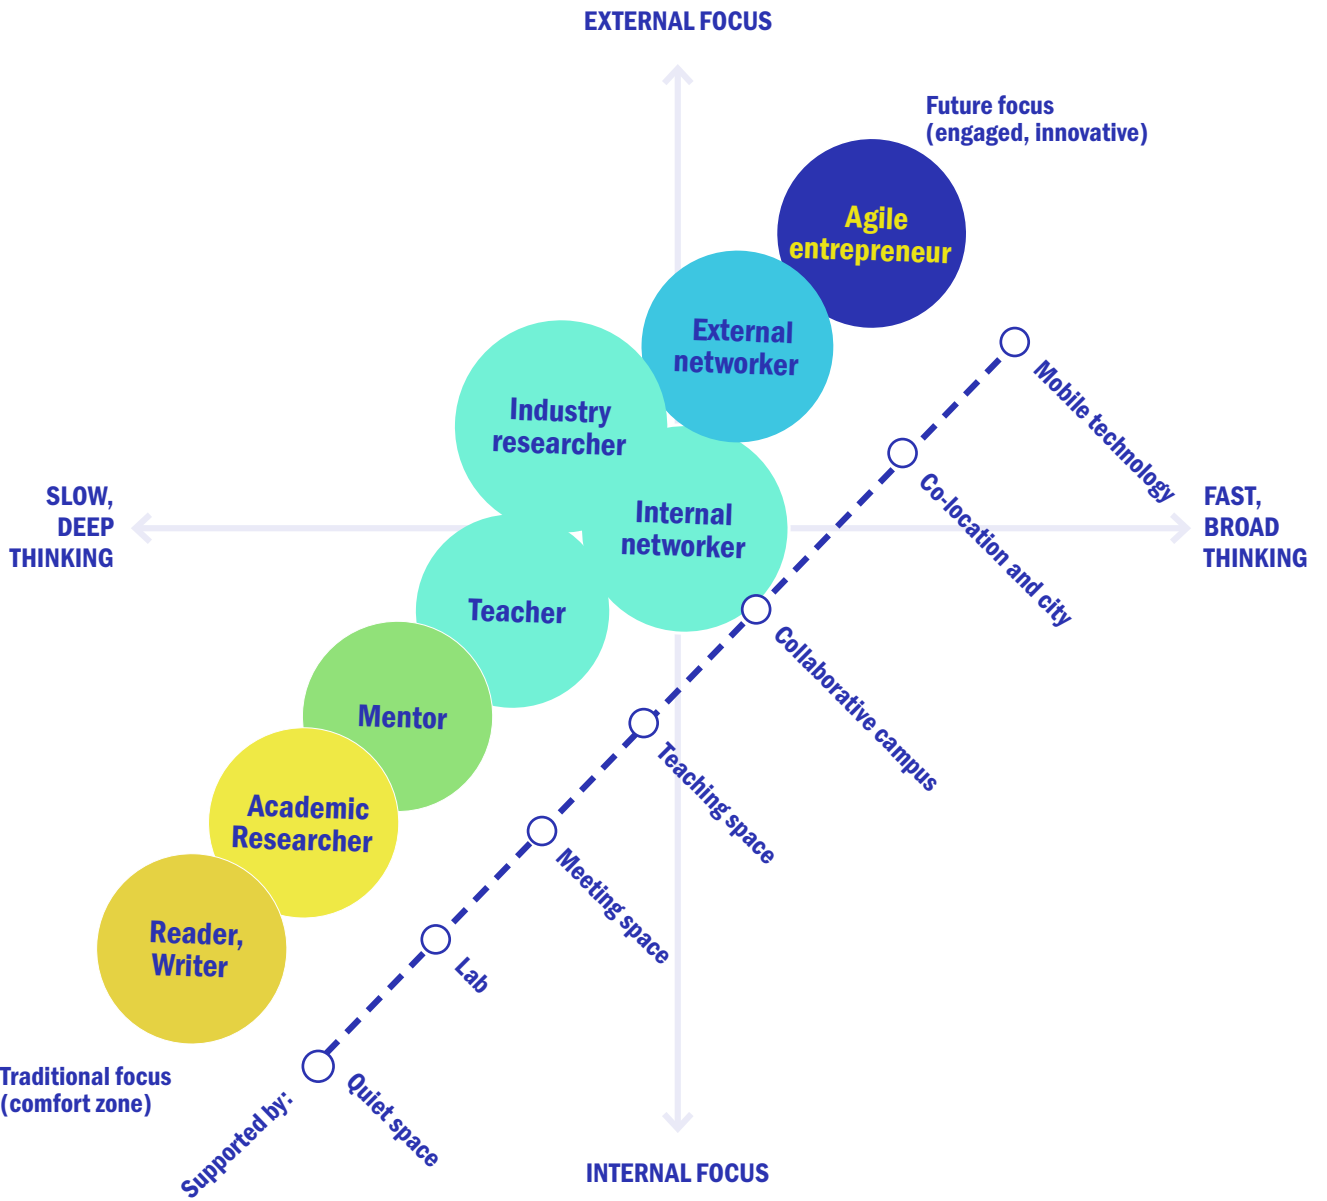 EXTERNAL FOCUS
Future focus
(engaged, innovative)
Agile
entrepreneur
External
networker
Industry
researcher
Internal
networker
SLOW,
DEEP
THINKING
FAST,
BROAD
THINKING
Teacher
Mentor
Academic
Researcher
Reader,
Writer
Mobile technology
Co-location and city
Collaborative campus
Teaching space
Meeting space
Lab
Quiet space
Supported by:
Traditional focus
(comfort zone)
INTERNAL FOCUS